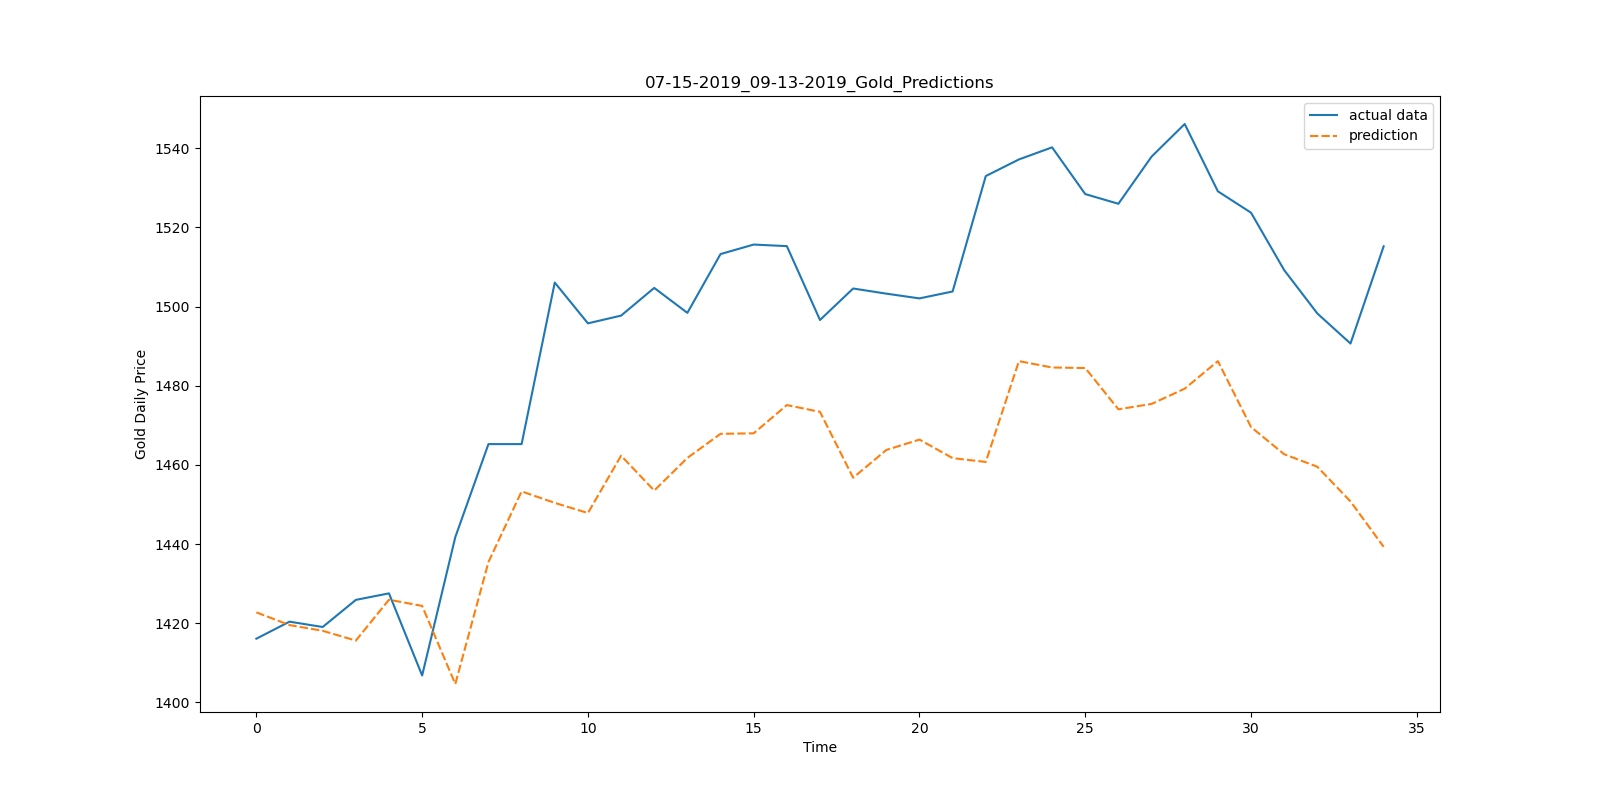 07-15-2019_09-13-2019_Gold_Predictions
actual data
prediction
1540
1520
1500
1480
1460
1440
1420
1400
Gold Daily Price
0 5 10 15 20 25 30 35
Time